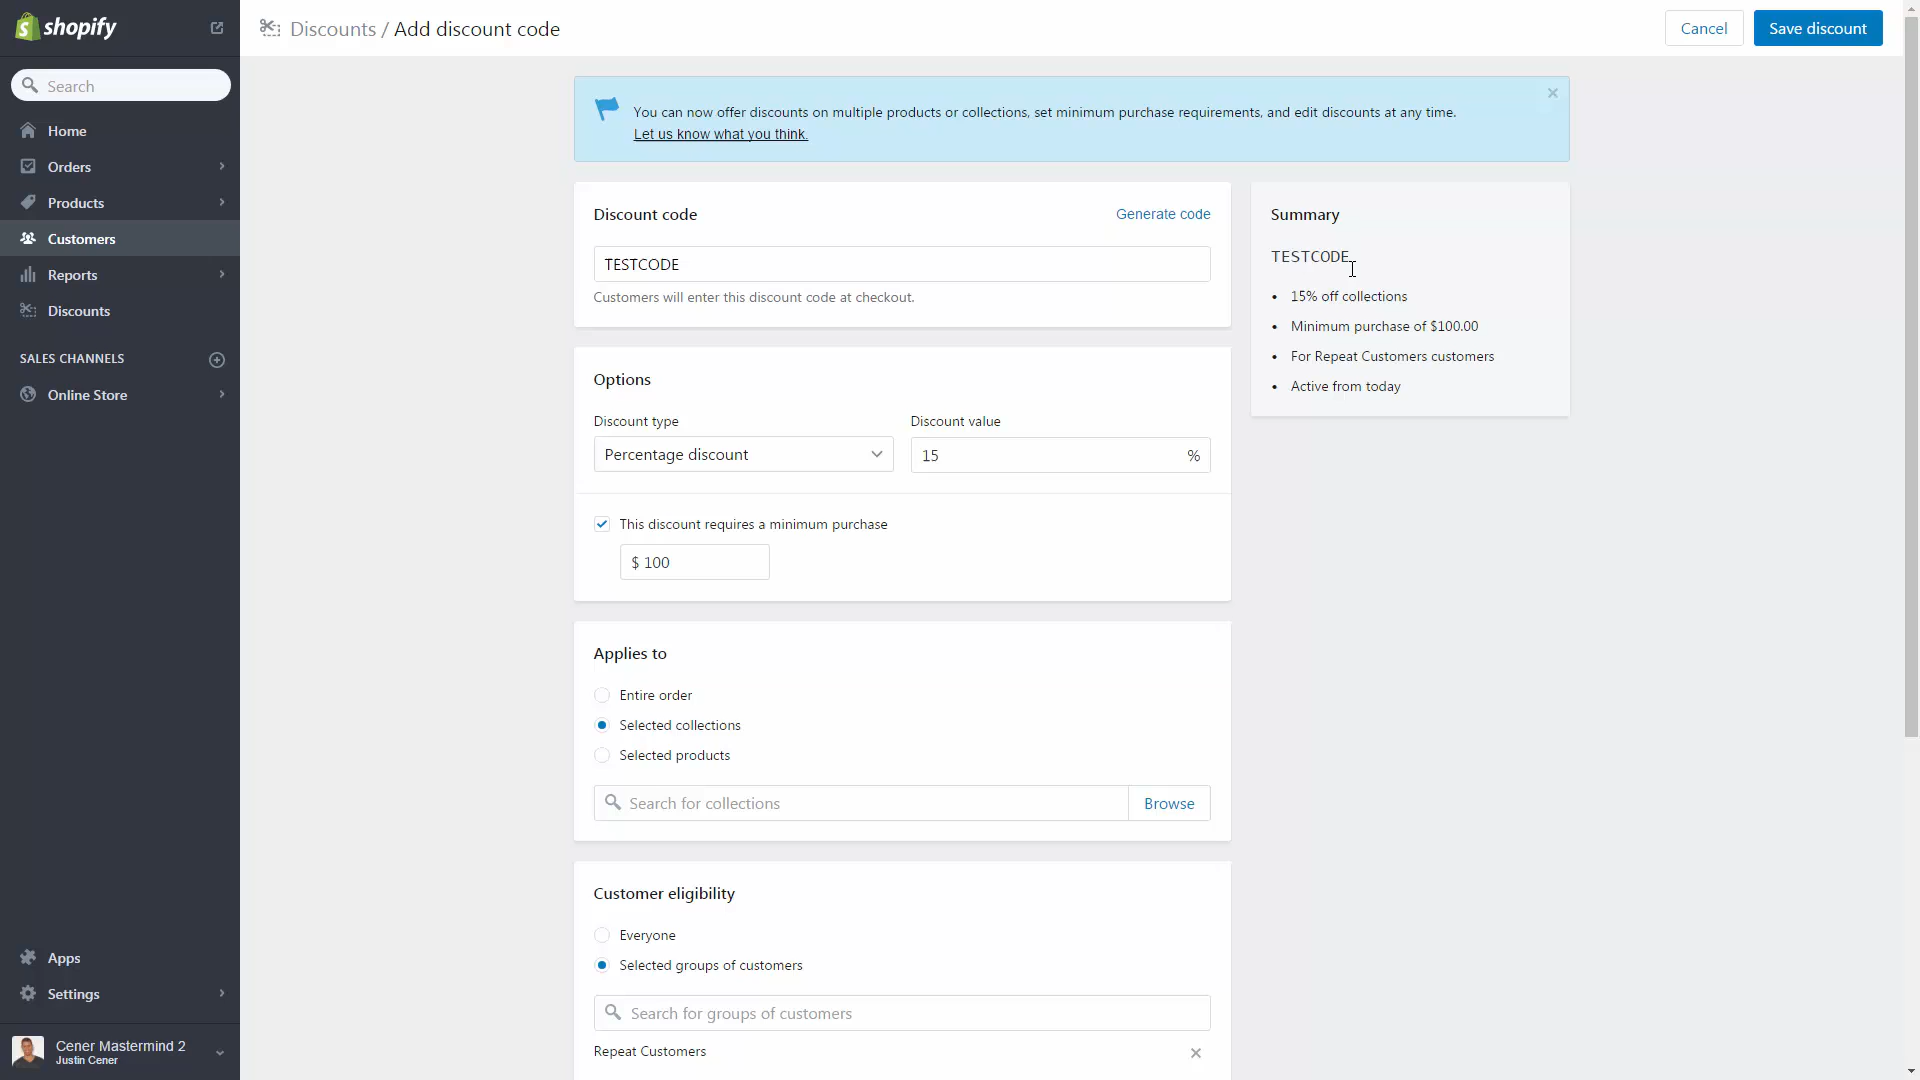 shopify
Discounts / Add discount code
Cancel
Save discount
Search
Home
Orders
Products
Customers
Reports
Discounts
SALES CHANNELS
Online Store
Apps
Settings
Cener Mastermind 2
Justin Cener
You can now offer discounts on multiple products or collections, set minimum purchase requirements, and edit discounts at any time.
Let us know what you think.
Discount code
Generate code
TESTCODE
Customers will enter this discount code at checkout.
Options
Discount type
Discount value
Percentage discount
15 %
This discount requires a minimum purchase
$ 100
Applies to
Entire order
Selected collections
Selected products
Search for collections
Browse
Customer eligibility
Everyone
Selected groups of customers
Search for groups of customers
Repeat Customers
Summary
TESTCODE
• 15% off collections
• Minimum purchase of $100.00
• For Repeat Customers customers
• Active from today